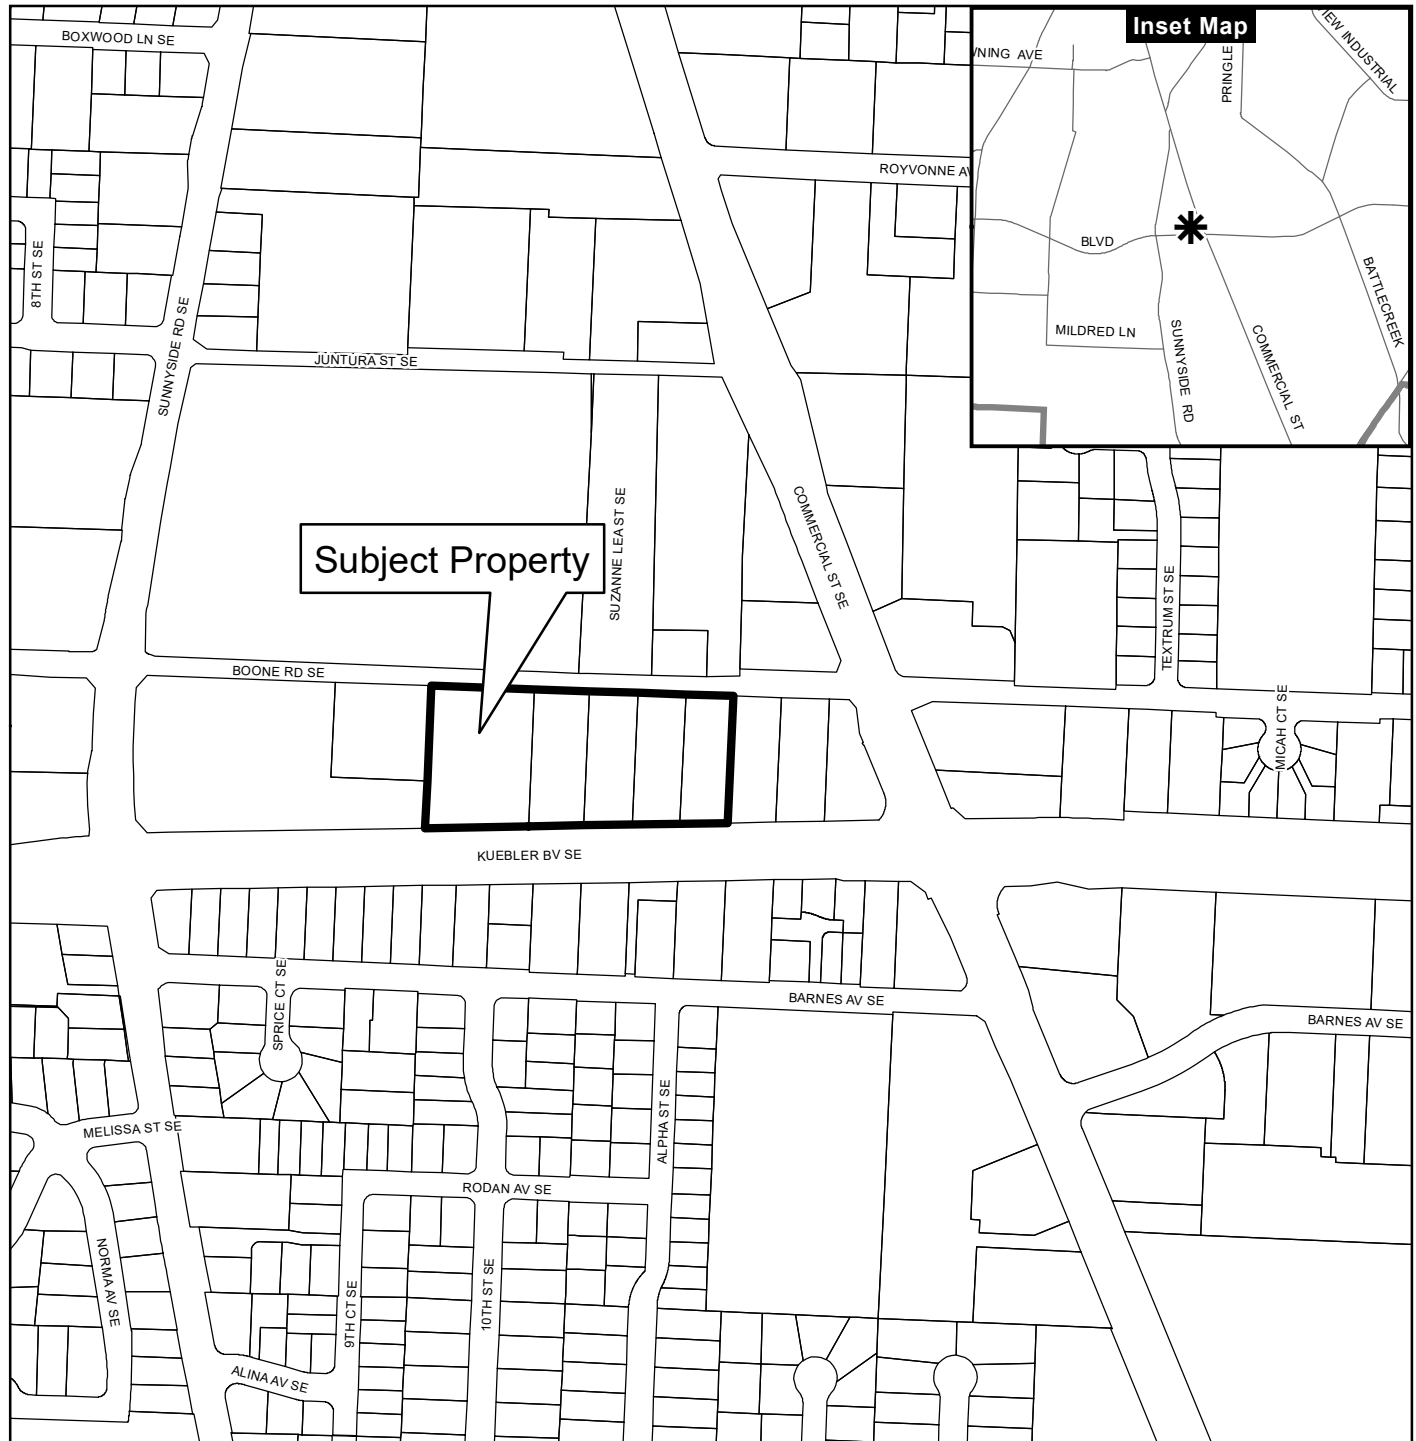 BOXWOOD LN SE
Inset Map
VNING AVE
PRINGLE
IEW INDUSTRIAL
ROYVONNE AV
BLVD
MILDRED LN
SUNNYSIDE RD
COMMERCIAL ST
BATTLECREEK
8TH ST SE
SUNNYSIDE RD SE
JUNTURA ST SE
COMMERCIAL ST SE
SUZANNE LEA ST SE
Subject Property
TEXTRUM ST SE
BOONE RD SE
MICAH CT SE
KUEBLER BV SE
SPRICE CT SE
BARNES AV SE
BARNES AV SE
ALPHA ST SE
MELISSA ST SE
RODAN AV SE
NORMA AV SE
9TH CT SE
10TH ST SE
ALINA AV SE